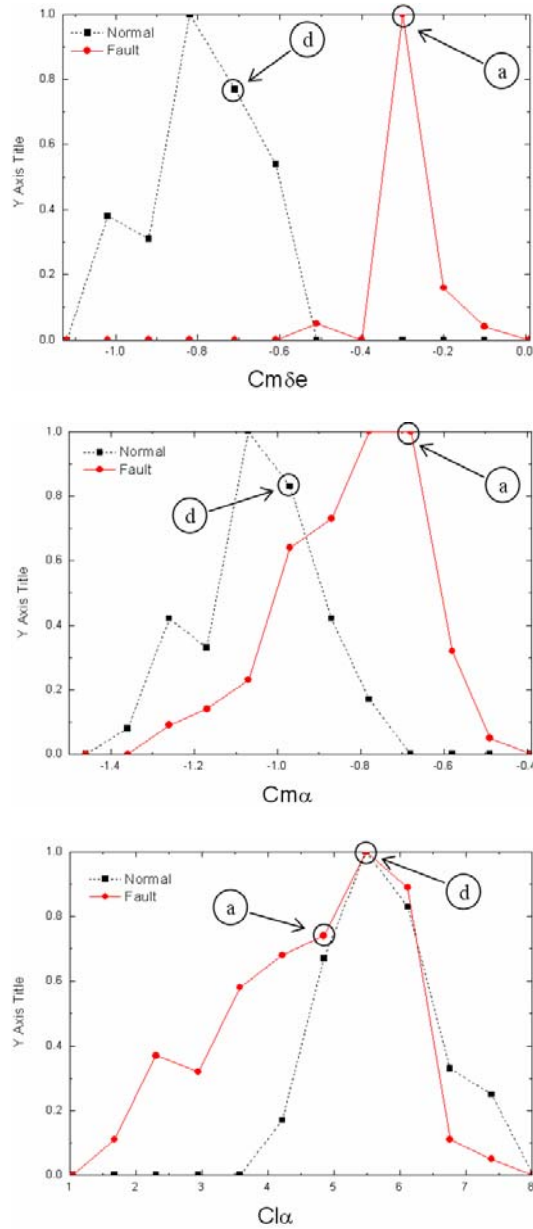 Normal
Fault
d
a
1.0
0.8
0.6
0.4
0.2
0.0
Y Axis Title
-1.0 -0.8 -0.6 -0.4 -0.2 0.0
Cmδe
Normal
Fault
d
a
1.0
0.8
0.6
0.4
0.2
0.0
Y Axis Title
-1.4 -1.2 -1.0 -0.8 -0.6 -0.4
Cmα
Normal
Fault
a
d
1.0
0.8
0.6
0.4
0.2
0.0
Y Axis Title
1 2 3 4 5 6 7 8
Clα